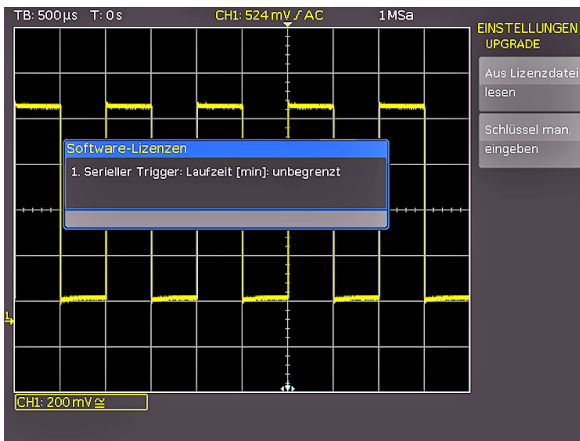 TB: 500µs T: 0s CH1: 524 mV / AC 1MSa
EINSTELLUNGEN
UPGRADE
Aus Lizenzdatei
lesen
Schlüssel man.
eingeben
Software-Lizenzen
1. Serieller Trigger: Laufzeit [min]: unbegrenzt
1
CH1: 200 mV ≅